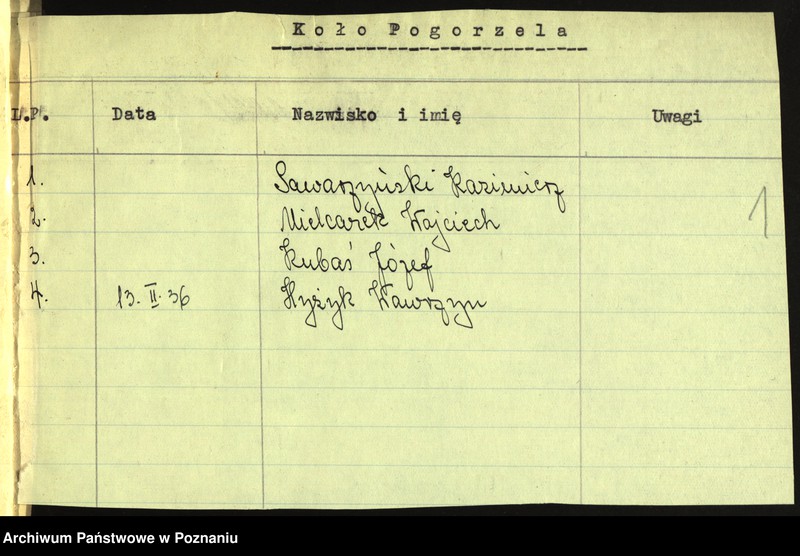 Koło Pogorzela
L.P. Data Nazwisko i imię Uwagi
1. Sawarzyński Kazimierz
2. Mielcarek Wojciech
3. Kubaś Józef
4. 13. II. 36 Hyżyk Wawrzyn
1
Archiwum Państwowe w Poznaniu